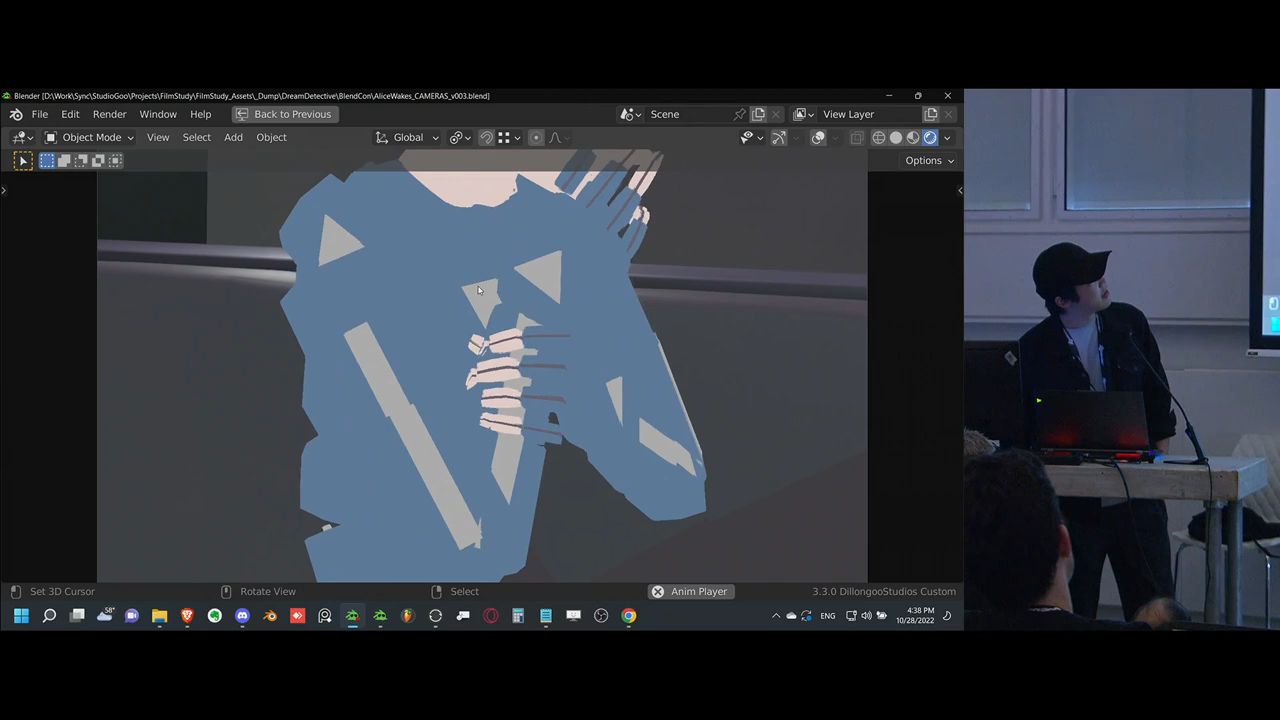 Blender [D:\Work\Sync\StudioGoo\Projects\FilmStudy\FilmStudy_Assets\_Dump\DreamDetective\BlendCon\AliceWakes_CAMERAS_v003.blend]
File Edit Render Window Help Back to Previous Scene View Layer
Object Mode View Select Add Object Global
Options
Set 3D Cursor Rotate View Select Anim Player 3.3.0 DillongooStudios Custom
58°
ENG
4:38 PM
10/28/2022